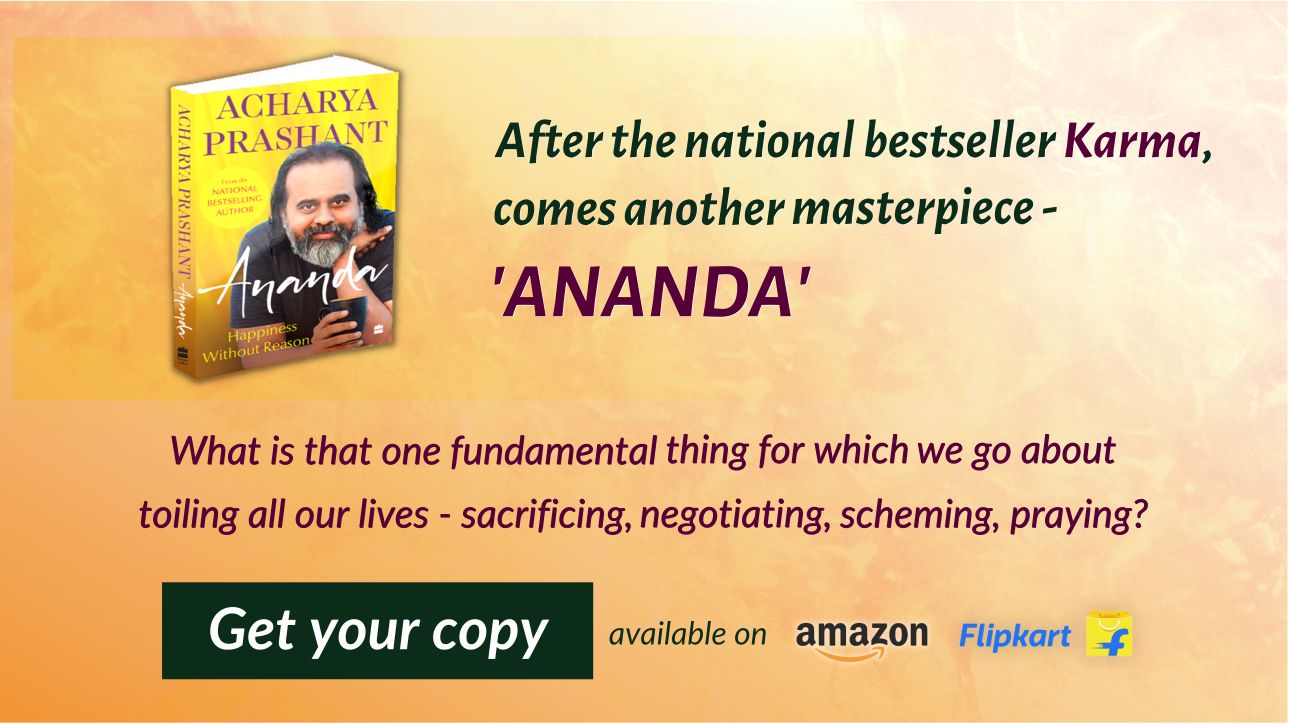 ACHARYA
PRASHANT
ACHARYA PRASHANT
From the
NATIONAL
BESTSELLING
AUTHOR
Ananda
Ananda
Happiness
Without Reason
After the national bestseller Karma,
comes another masterpiece -
'ANANDA'
What is that one fundamental thing for which we go about
toiling all our lives - sacrificing, negotiating, scheming, praying?
Get your copy
available on
amazon
Flipkart